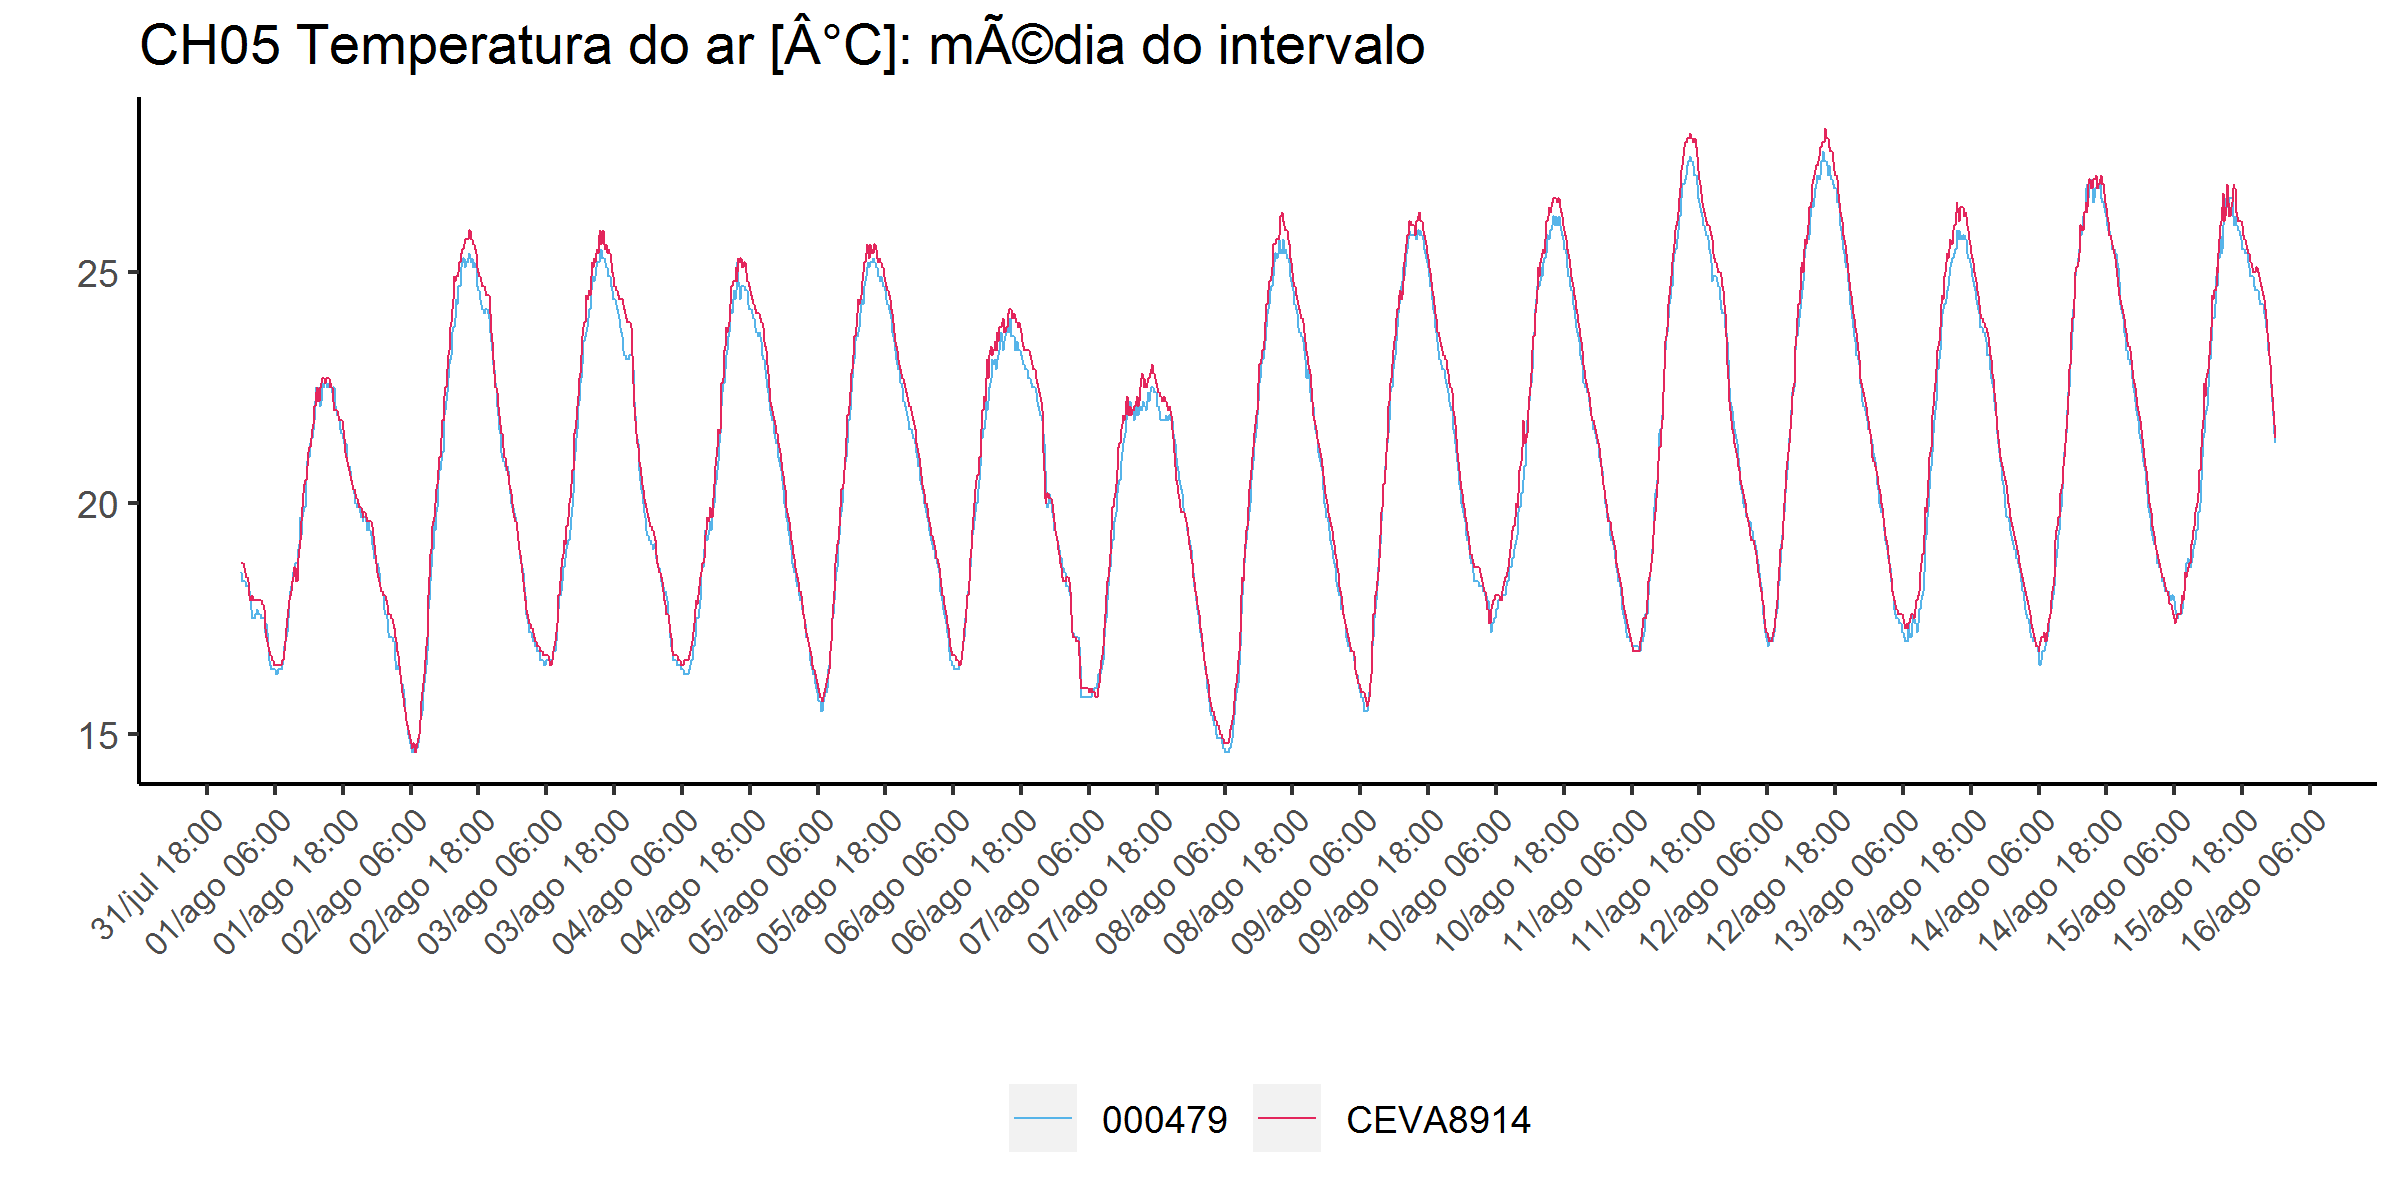 CH05 Temperatura do ar [Â°C]: mÃ©dia do intervalo
25
20
15
31/jul 18:00
01/ago 06:00
01/ago 18:00
02/ago 06:00
02/ago 18:00
03/ago 06:00
03/ago 18:00
04/ago 06:00
04/ago 18:00
05/ago 06:00
05/ago 18:00
06/ago 06:00
06/ago 18:00
07/ago 06:00
07/ago 18:00
08/ago 06:00
08/ago 18:00
09/ago 06:00
09/ago 18:00
10/ago 06:00
10/ago 18:00
11/ago 06:00
11/ago 18:00
12/ago 06:00
12/ago 18:00
13/ago 06:00
13/ago 18:00
14/ago 06:00
14/ago 18:00
15/ago 06:00
15/ago 18:00
16/ago 06:00
000479 CEVA8914